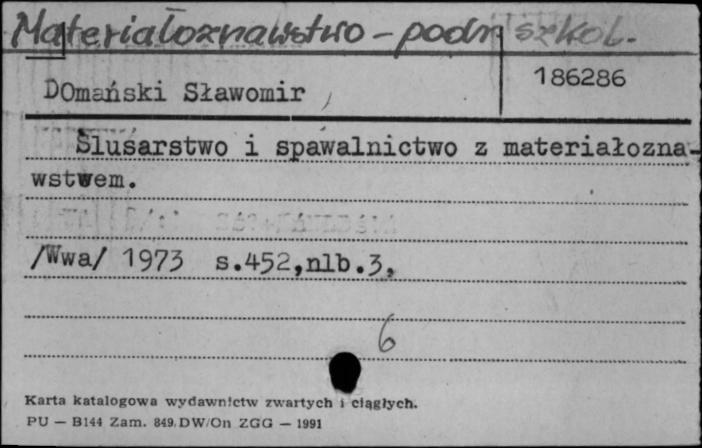 Materiałoznawstwo - podr. szkol.
186286
DOmański Sławomir
Ślusarstwo i spawalnictwo z materiałozna-
wstwem.
/Wwa/ 1973 s.452,nlb.3,
6
Karta katalogowa wydawnictw zwartych i ciągłych.
PU — B144 Zam. 849.DW/On ZGG — 1991